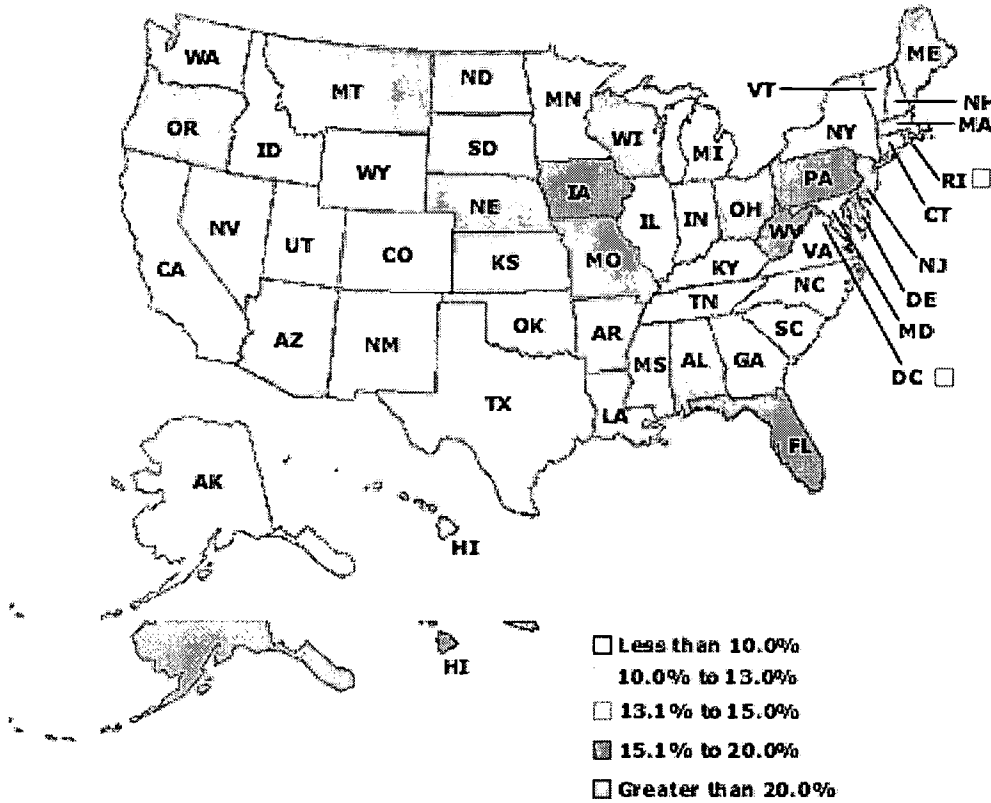 WA
MT
ND
MN
ME
VT
NH
MA
OR
ID
WY
SD
WI
MI
NY
RI
CT
NV
UT
CO
NE
IA
IL
IN
OH
PA
WV
VA
NJ
CA
KS
MO
KY
NC
DE
MD
AZ
NM
OK
AR
TN
SC
DC
TX
LA
MS
AL
GA
FL
AK
HI
HI
Less than 10.0%
10.0% to 13.0%
13.1% to 15.0%
15.1% to 20.0%
Greater than 20.0%